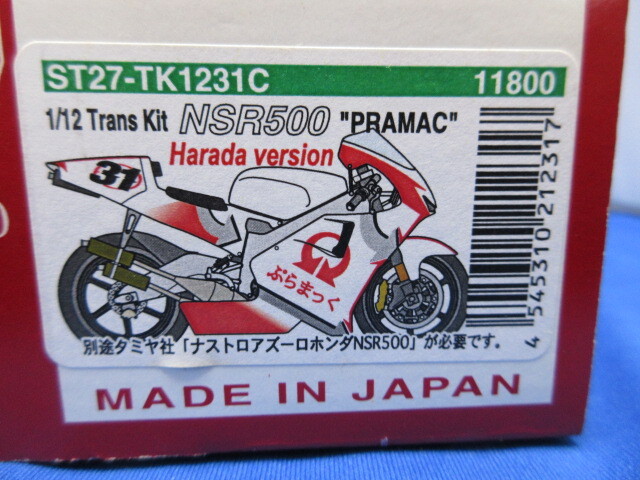 ST27-TK1231C 11800
1/12 Trans Kit NSR500 "PRAMAC"
Harada version
31
ぷらまっく
4 545310 212317
別途タミヤ社「ナストロアズーロホンダNSR500」が必要です。
MADE IN JAPAN